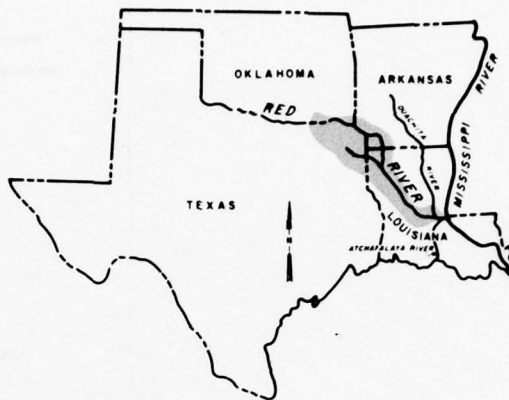 OKLAHOMA
ARKANSAS
RED
RIVER
OUACHITA
RIVER
MISSISSIPPI
RIVER
TEXAS
N
LOUISIANA
ATCHAFALAYA RIVER